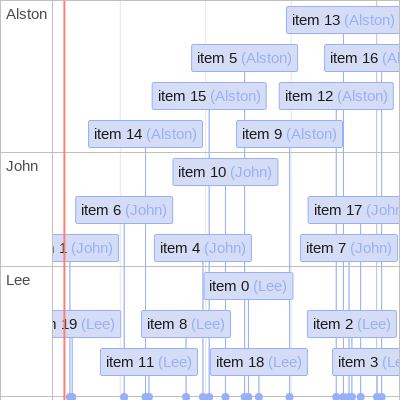 Alston
item 13 (Alston)
item 5 (Alston)
item 16 (Al
item 15 (Alston)
item 12 (Alston)
item 14 (Alston)
item 9 (Alston)
John
item 10 (John)
item 6 (John)
item 17 (John
1 (John)
item 4 (John)
item 7 (John)
Lee
item 0 (Lee)
19 (Lee)
item 8 (Lee)
item 2 (Lee)
item 11 (Lee)
item 18 (Lee)
item 3 (Le